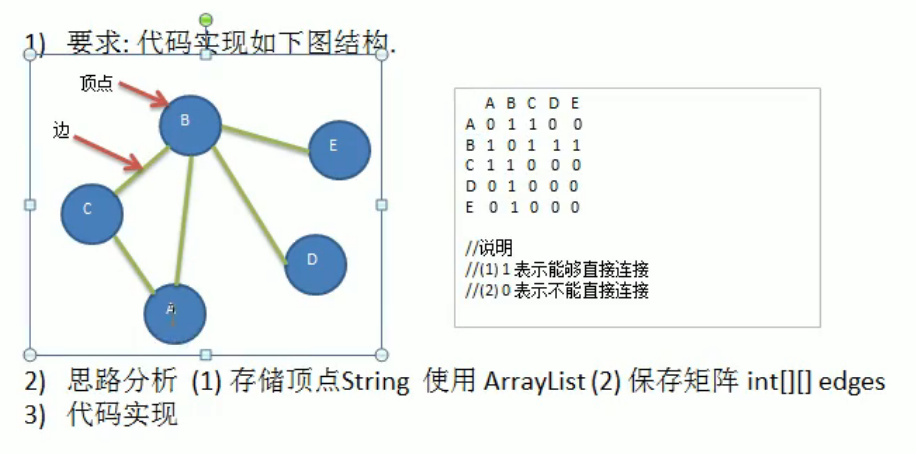 1) 要求: 代码实现如下图结构.
顶点
边
B
E
C
D
A
A B C D E
A 0 1 1 0 0
B 1 0 1 1 1
C 1 1 0 0 0
D 0 1 0 0 0
E 0 1 0 0 0
//说明
//(1) 1 表示能够直接连接
//(2) 0 表示不能直接连接
2) 思路分析 (1) 存储顶点String 使用 ArrayList (2) 保存矩阵 int[][] edges
3) 代码实现